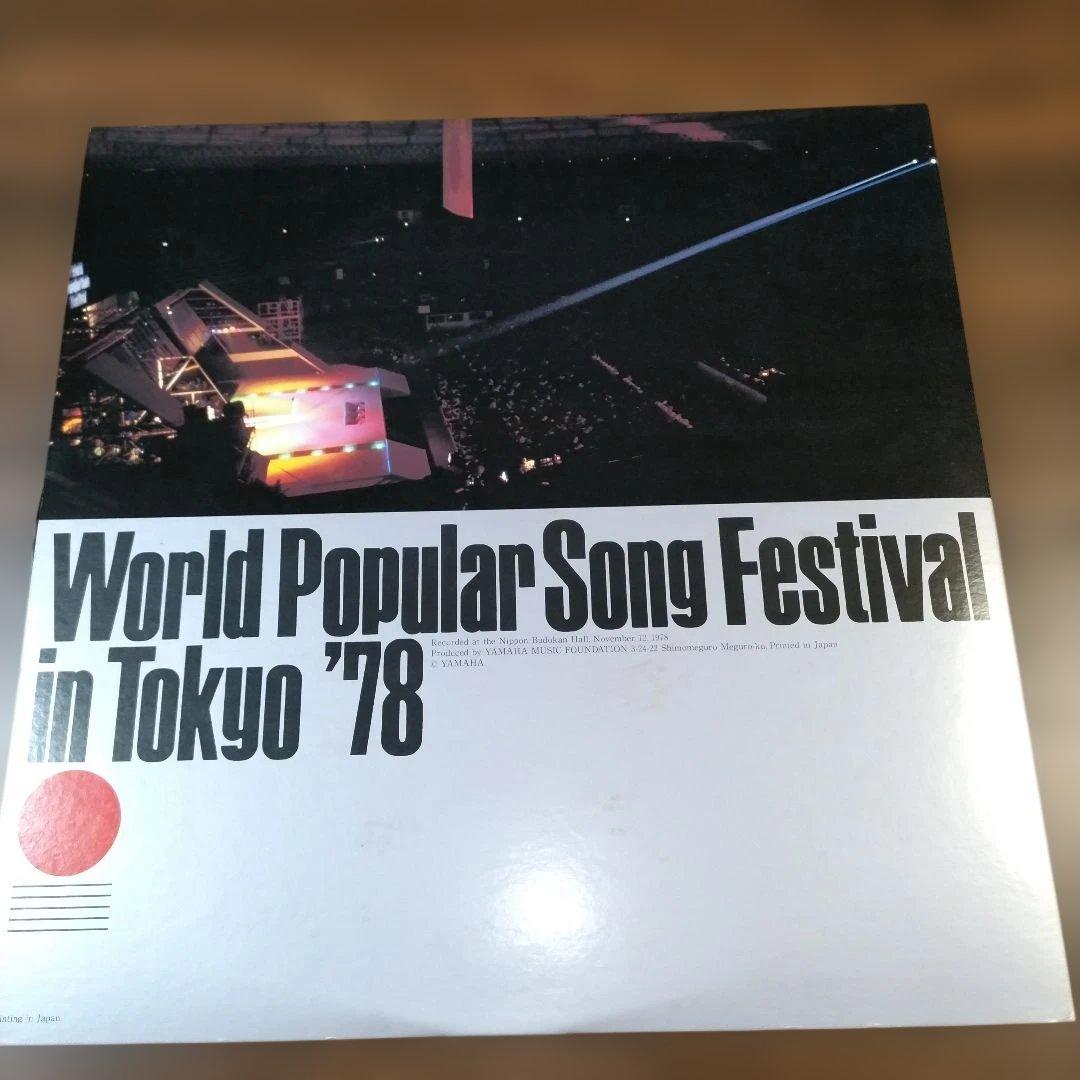 World Popular Song Festival
in Tokyo '78
Recorded at the Nippon Budokan Hall, November 12, 1978
Produced by YAMAHA MUSIC FOUNDATION 3-24-22 Shimomeguro Meguro-ku, Printed in Japan
© YAMAHA
in Japan